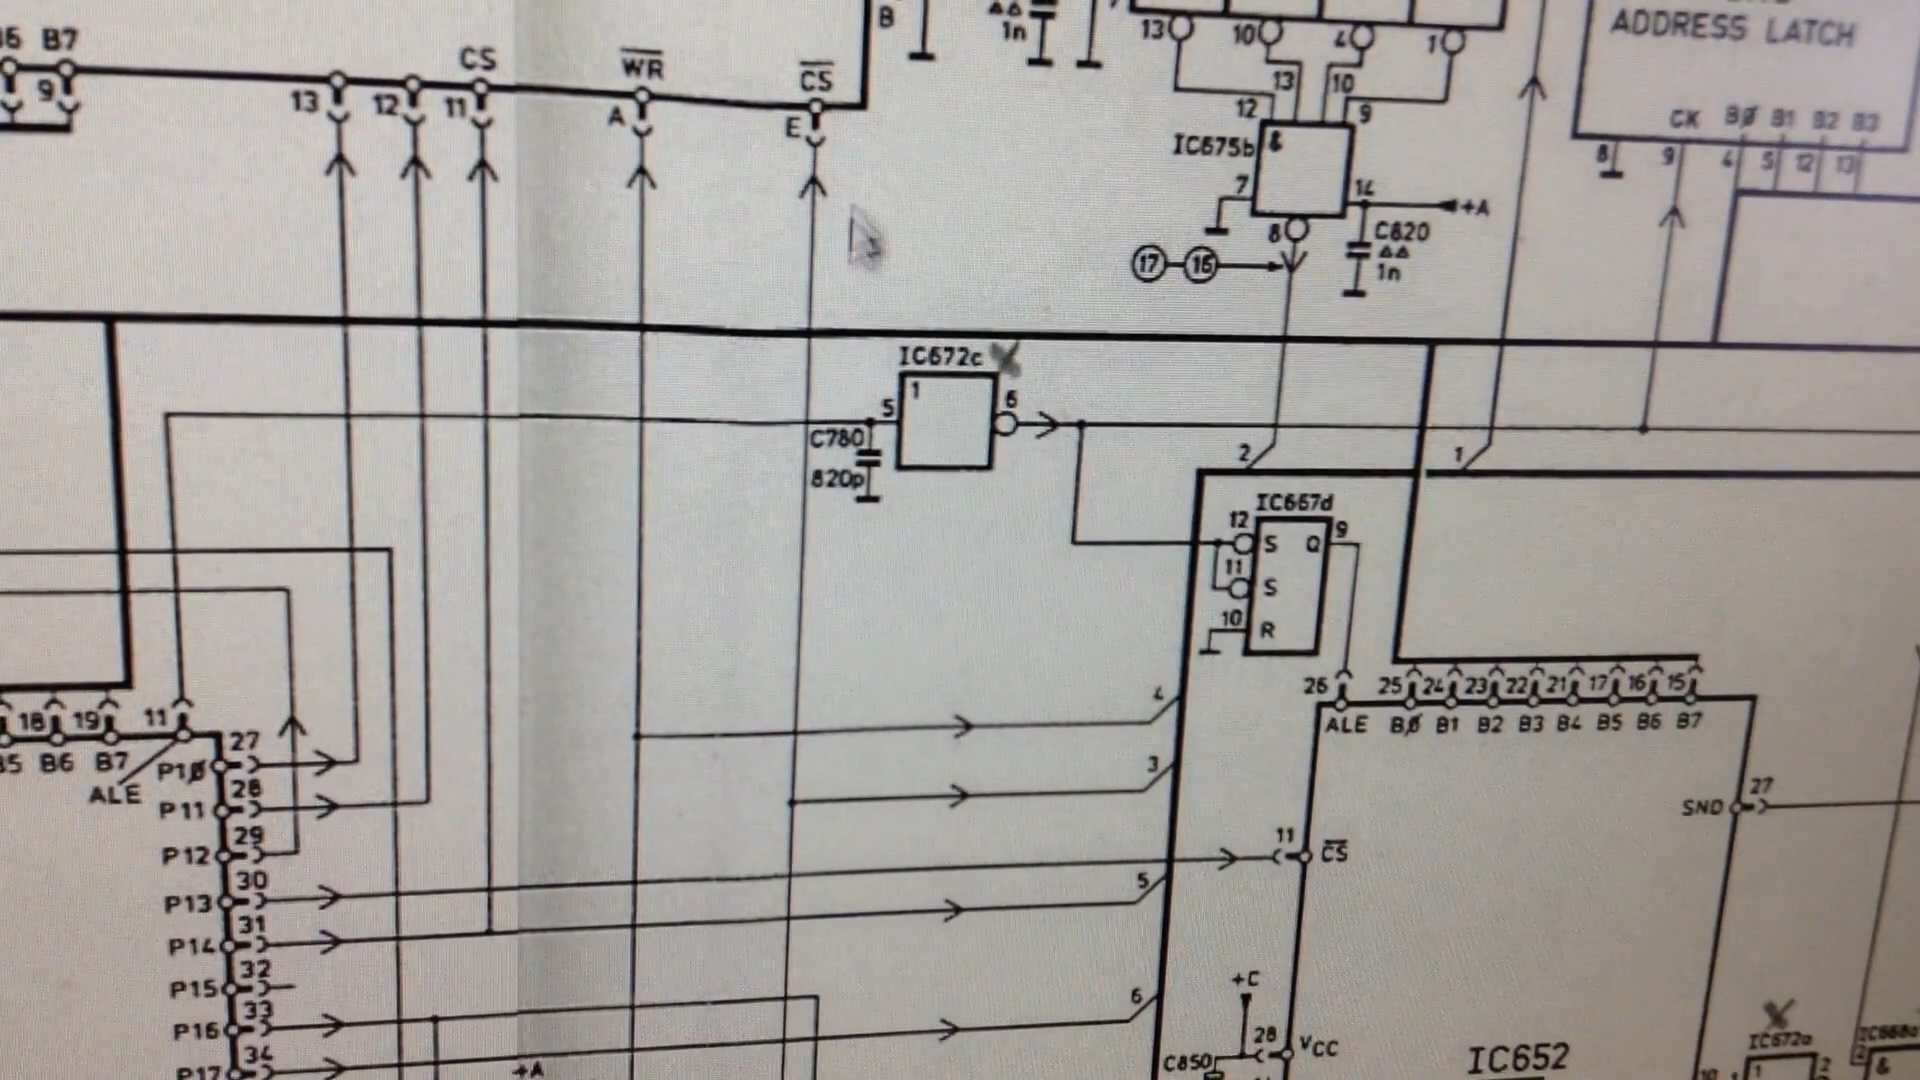 B7
9
CS
WR
CS
13
12
11
A
E
B
1n
13
10
4
1
13
10
12
9
IC675b
&
7
14
+A
8
C820
1n
17
16
ADDRESS LATCH
CK BØ B1 B2 B3
8
9
4
5
12
13
IC672c
1
5
6
C780
820p
2
1
IC667d
12
S
Q
9
11
S
10
R
4
3
5
6
26
25
24
23
22
21
17
16
15
ALE BØ B1 B2 B3 B4 B5 B6 B7
SND
27
11
CS
+C
28
VCC
C850
IC652
IC672a
1
2
&
18
19
11
B6
B7
ALE
P1Ø
27
P11
28
P12
29
P13
30
P14
31
P15
32
P16
33
P17
34
+A